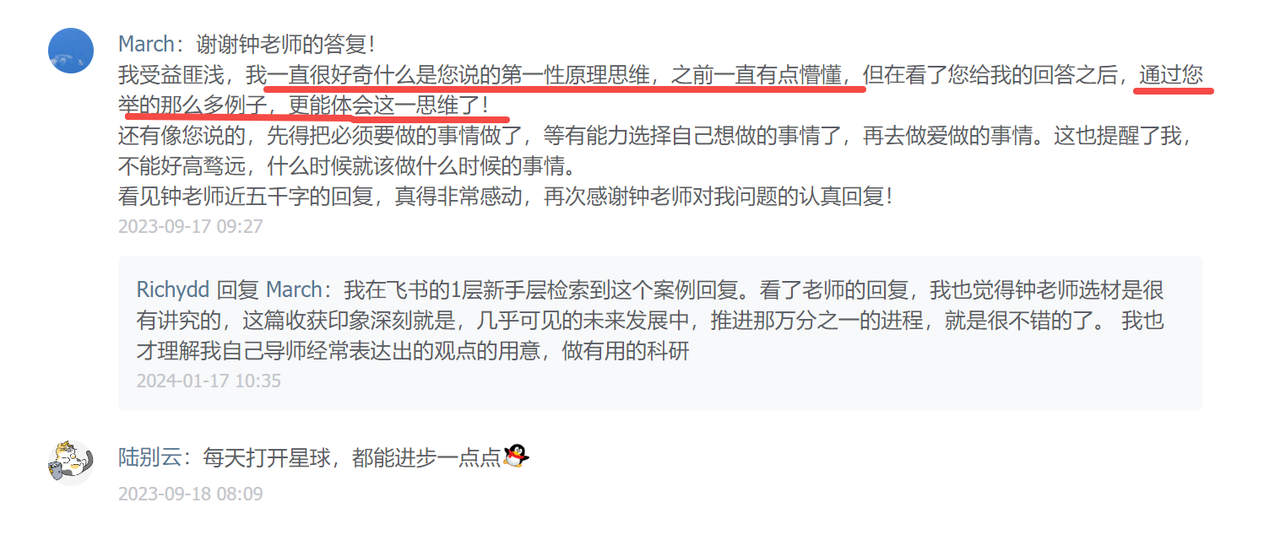 March：谢谢钟老师的答复！
我受益匪浅，我一直很好奇什么是您说的第一性原理思维，之前一直有点懵懂，但在看了您给我的回答之后，通过您
举的那么多例子，更能体会这一思维了！
还有像您说的，先得把必须要做的事情做了，等有能力选择自己想做的事情了，再去做爱做的事情。这也提醒了我，
不能好高骛远，什么时候就该做什么时候的事情。
看见钟老师近五千字的回复，真得非常感动，再次感谢钟老师对我问题的认真回复！
2023-09-17 09:27
Richydd 回复 March：我在飞书的1层新手层检索到这个案例回复。看了老师的回复，我也觉得钟老师选材是很
有讲究的，这篇收获印象深刻就是，几乎可见的未来发展中，推进那万分之一的进程，就是很不错的了。 我也
才理解我自己导师经常表达出的观点的用意，做有用的科研
2024-01-17 10:35
陆别云：每天打开星球，都能进步一点点
2023-09-18 08:09